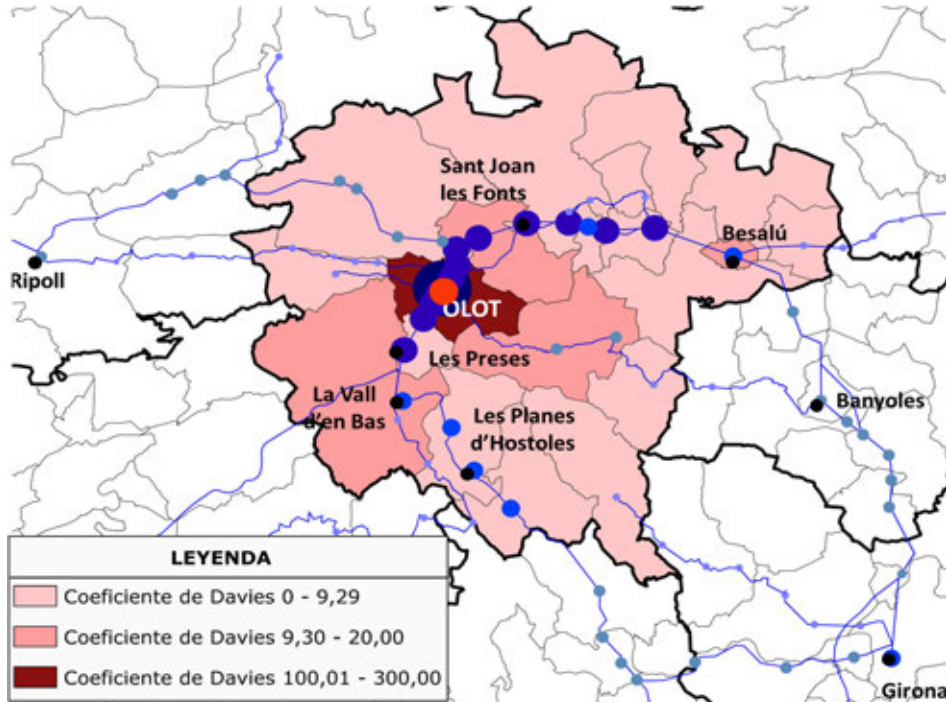 Sant Joan
les Fonts
Besalú
Ripoll
OLOT
Les Preses
La Vall
d'en Bas
Les Planes
d'Hostoles
Banyoles
Girona
LEYENDA
Coeficiente de Davies 0 - 9,29
Coeficiente de Davies 9,30 - 20,00
Coeficiente de Davies 100,01 - 300,00